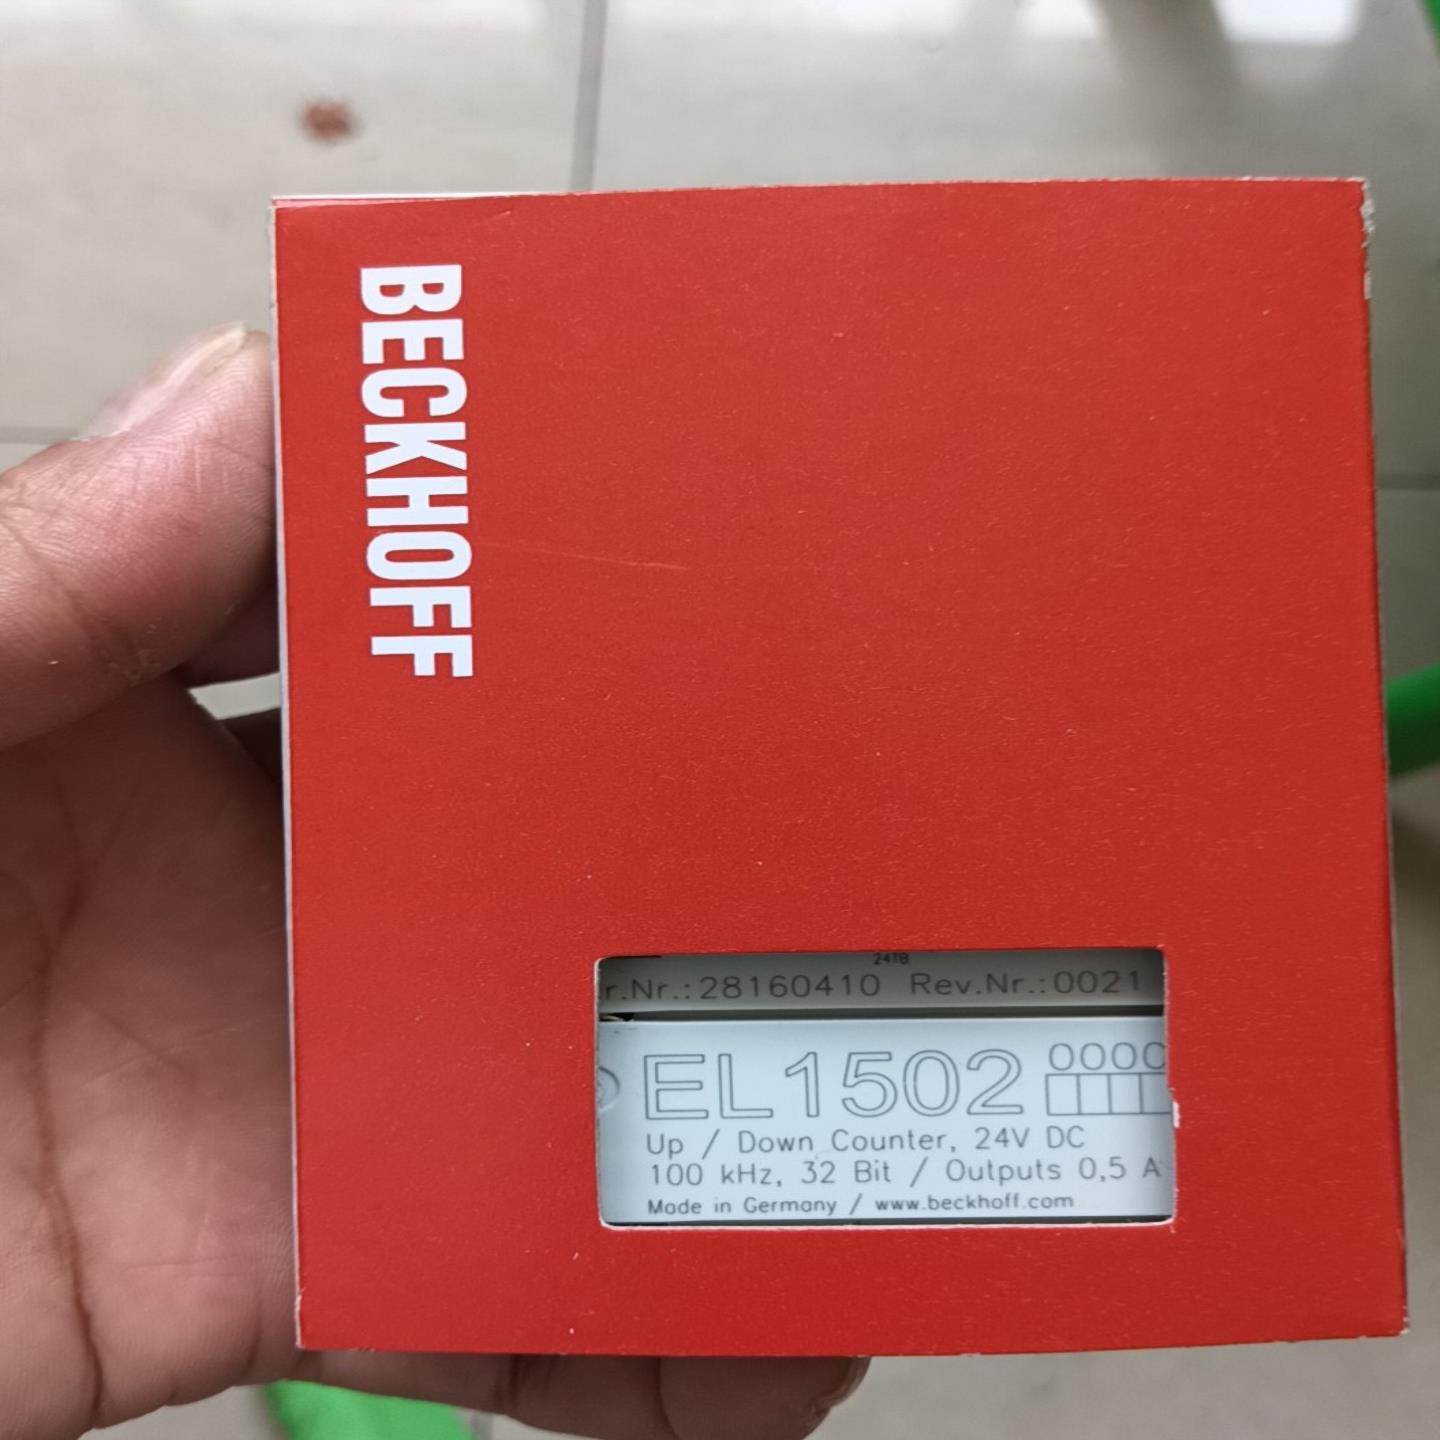 BECKHOFF
24TB
r.Nr.:28160410 Rev.Nr.:0021
EL1502
Up / Down Counter, 24V DC
100 kHz, 32 Bit / Outputs 0,5 A
Made in Germany / www.beckhoff.com